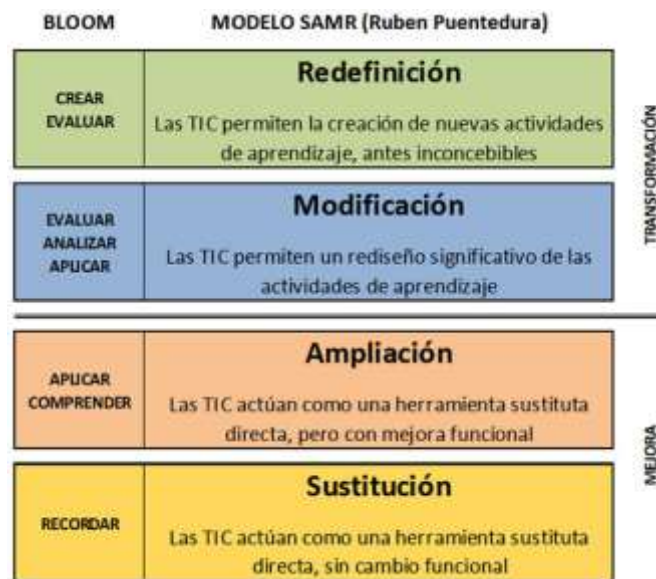 BLOOM MODELO SAMR (Ruben Puentedura)
CREAR
EVALUAR
Redefinición
Las TIC permiten la creación de nuevas actividades
de aprendizaje, antes inconcebibles
EVALUAR
ANALIZAR
APLICAR
Modificación
Las TIC permiten un rediseño significativo de las
actividades de aprendizaje
TRANSFORMACIÓN
APLICAR
COMPRENDER
Ampliación
Las TIC actúan como una herramienta sustituta
directa, pero con mejora funcional
RECORDAR
Sustitución
Las TIC actúan como una herramienta sustituta
directa, sin cambio funcional
MEJORA